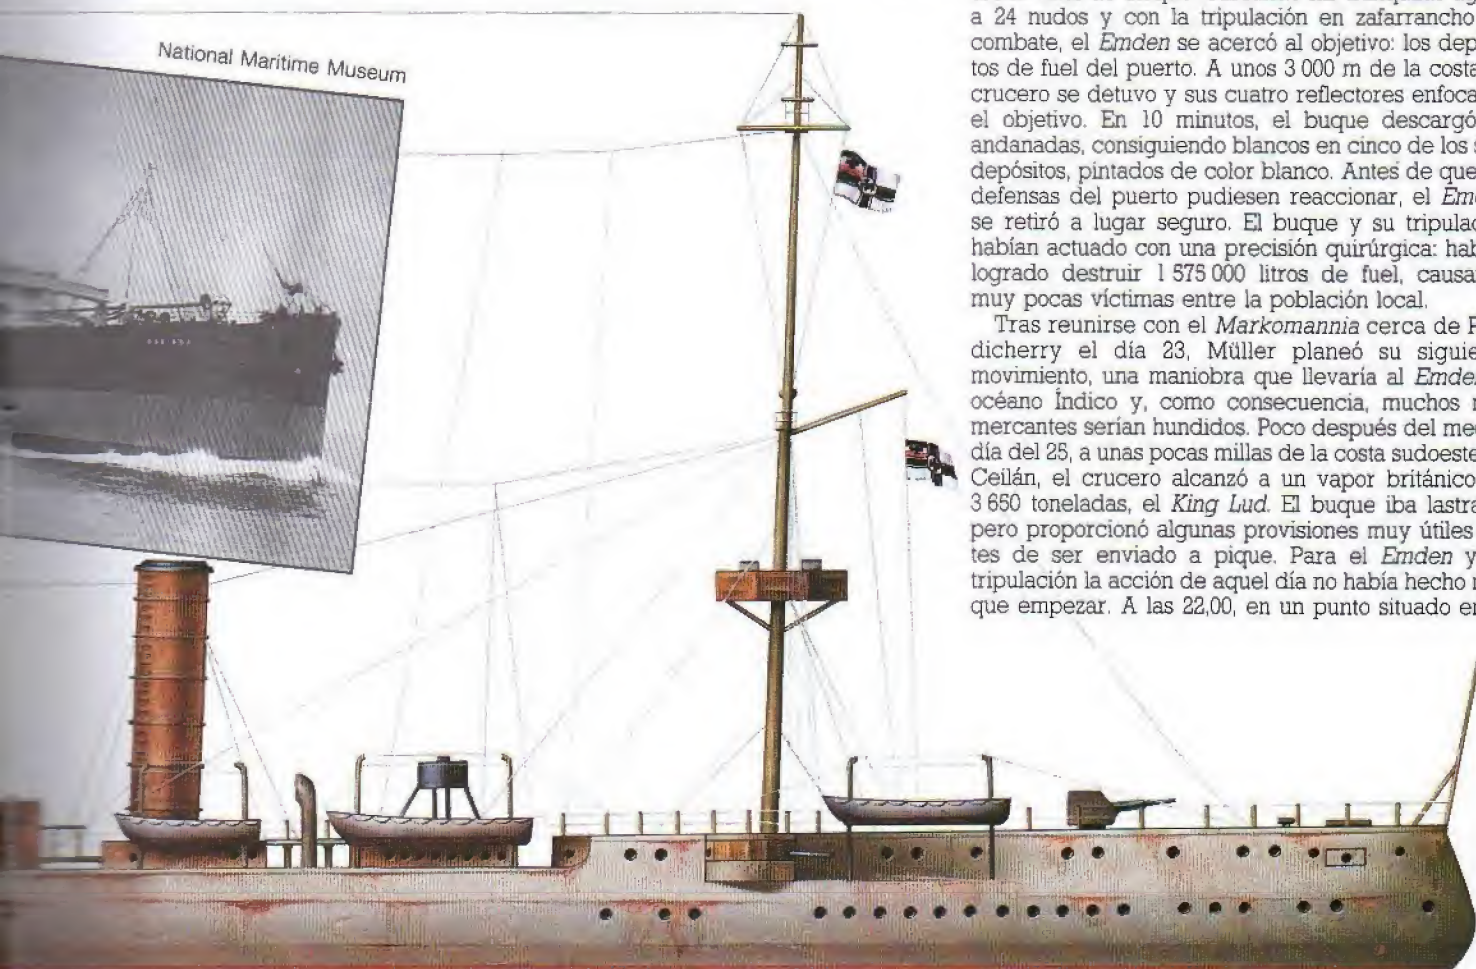 National Maritime Museum
a 24 nudos y con la tripulación en zafarrancho
combate, el Emden se acercó al objetivo: los dep
tos de fuel del puerto. A unos 3 000 m de la costa
crucero se detuvo y sus cuatro reflectores enfoca
el objetivo. En 10 minutos, el buque descargó
andanadas, consiguiendo blancos en cinco de los s
depósitos, pintados de color blanco. Antes de que
defensas del puerto pudiesen reaccionar, el Em
se retiró a lugar seguro. El buque y su tripulac
habían actuado con una precisión quirúrgica: hab
logrado destruir 1 575 000 litros de fuel, causa
muy pocas víctimas entre la población local.
Tras reunirse con el Markomannia cerca de P
dicherry el día 23, Müller planeó su siguie
movimiento, una maniobra que llevaría al Emde
océano Índico y, como consecuencia, muchos m
mercantes serían hundidos. Poco después del med
día del 25, a unas pocas millas de la costa sudoeste
Ceilán, el crucero alcanzó a un vapor británico
3 650 toneladas, el King Lud. El buque iba lastra
pero proporcionó algunas provisiones muy útiles
tes de ser enviado a pique. Para el Emden y
tripulación la acción de aquel día no había hecho m
que empezar. A las 22,00, en un punto situado en